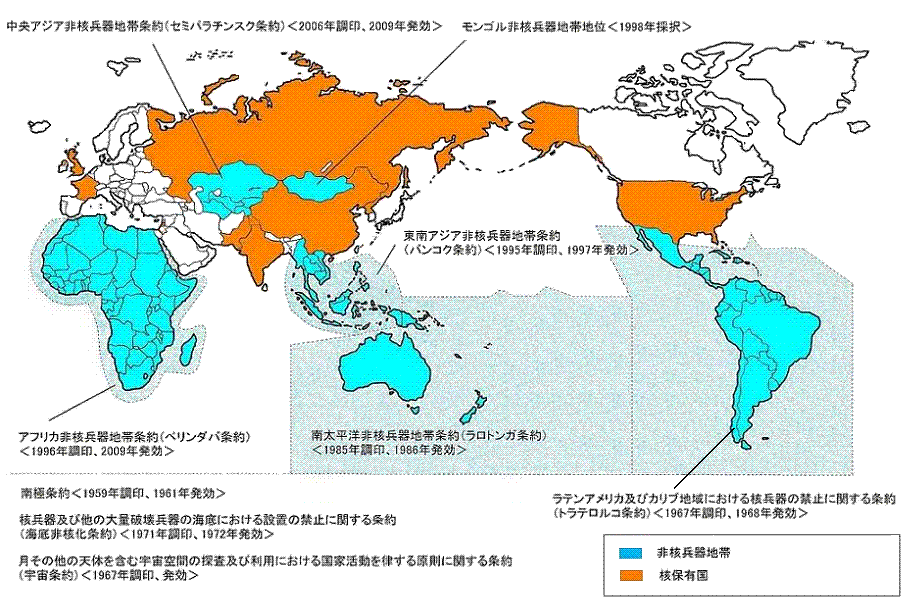 中央アジア非核兵器地帯条約(セミパラチンスク条約)<2006年調印、2009年発効>
モンゴル非核兵器地帯地位<1998年採択>
東南アジア非核兵器地帯条約
(バンコク条約)<1995年調印、1997年発効>
アフリカ非核兵器地帯条約(ペリンダバ条約)
<1996年調印、2009年発効>
南太平洋非核兵器地帯条約(ラロトンガ条約)
<1985年調印、1986年発効>
ラテンアメリカ及びカリブ地域における核兵器の禁止に関する条約
(トラテロルコ条約)<1967年調印、1968年発効>
南極条約<1959年調印、1961年発効>
核兵器及び他の大量破壊兵器の海底における設置の禁止に関する条約
(海底非核化条約)<1971年調印、1972年発効>
月その他の天体を含む宇宙空間の探査及び利用における国家活動を律する原則に関する条約
(宇宙条約)<1967年調印、発効>
非核兵器地帯
核保有国